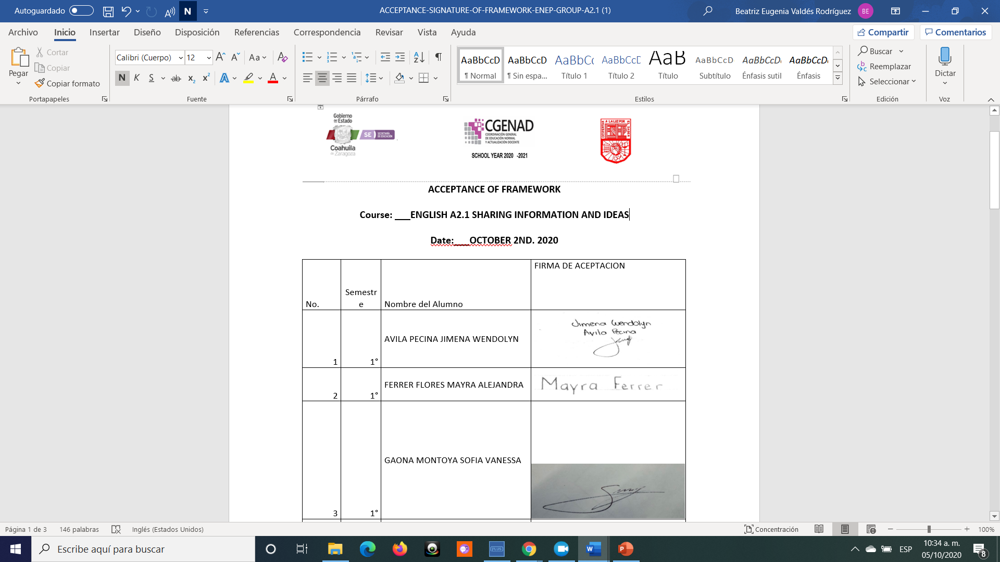 Autoguardado
ACCEPTANCE-SIGNATURE-OF-FRAMEWORK-ENEP-GROUP-A2.1 (1)
Beatriz Eugenia Valdés Rodríguez
BE
Archivo
Inicio
Insertar
Diseño
Disposición
Referencias
Correspondencia
Revisar
Vista
Ayuda
Compartir
Comentarios
Pegar
Cortar
Copiar
Copiar formato
Portapapeles
Calibri (Cuerpo)
12
Fuente
Párrafo
AaBbCcD
¶ Normal
AaBbCcD
¶ Sin espa...
AaBbC
Título 1
AaBbCcD
Título 2
AaB
Título
AaBbCcD
Subtítulo
AaBbCcD
Énfasis sutil
AaBbCcD
Énfasis
Estilos
Buscar
Reemplazar
Seleccionar
Edición
Dictar
Voz
Gobierno
del Estado
Coahuila
de Zaragoza
SE SECRETARÍA DE EDUCACIÓN
CGENAD
COORDINACIÓN GENERAL
DE EDUCACIÓN NORMAL
Y ACTUALIZACIÓN DOCENTE
SCHOOL YEAR 2020 -2021
DESPERTAR A LA LUZ POR EL SABER
ACCEPTANCE OF FRAMEWORK
Course: ___ENGLISH A2.1 SHARING INFORMATION AND IDEAS
Date:___OCTOBER 2ND. 2020
No.
Semestre
Nombre del Alumno
FIRMA DE ACEPTACION
1
1°
AVILA PECINA JIMENA WENDOLYN
Jimena Wendolyn
Avila Pecina
2
1°
FERRER FLORES MAYRA ALEJANDRA
Mayra Ferrer
3
1°
GAONA MONTOYA SOFIA VANESSA
Página 1 de 3
146 palabras
Inglés (Estados Unidos)
Concentración
100%
Escribe aquí para buscar
PLUS
ESP
10:34 a. m.
05/10/2020
8